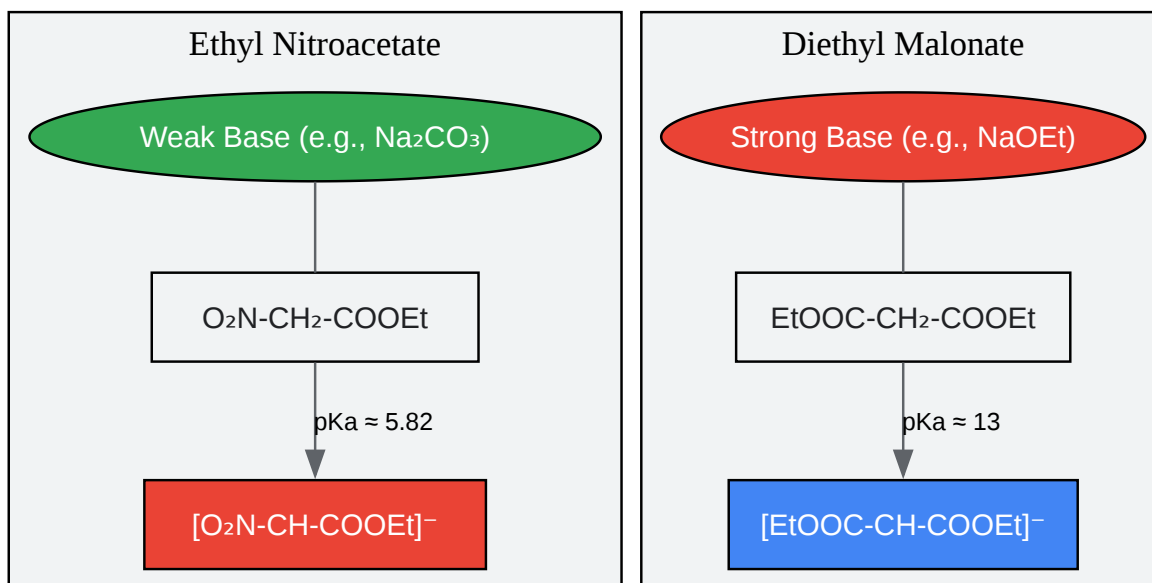 Ethyl Nitroacetate
Weak Base (e.g., Na₂CO₃)
O₂N-CH₂-COOEt
pKa ≈ 5.82
[O₂N-CH-COOEt]⁻
Diethyl Malonate
Strong Base (e.g., NaOEt)
EtOOC-CH₂-COOEt
pKa ≈ 13
[EtOOC-CH-COOEt]⁻